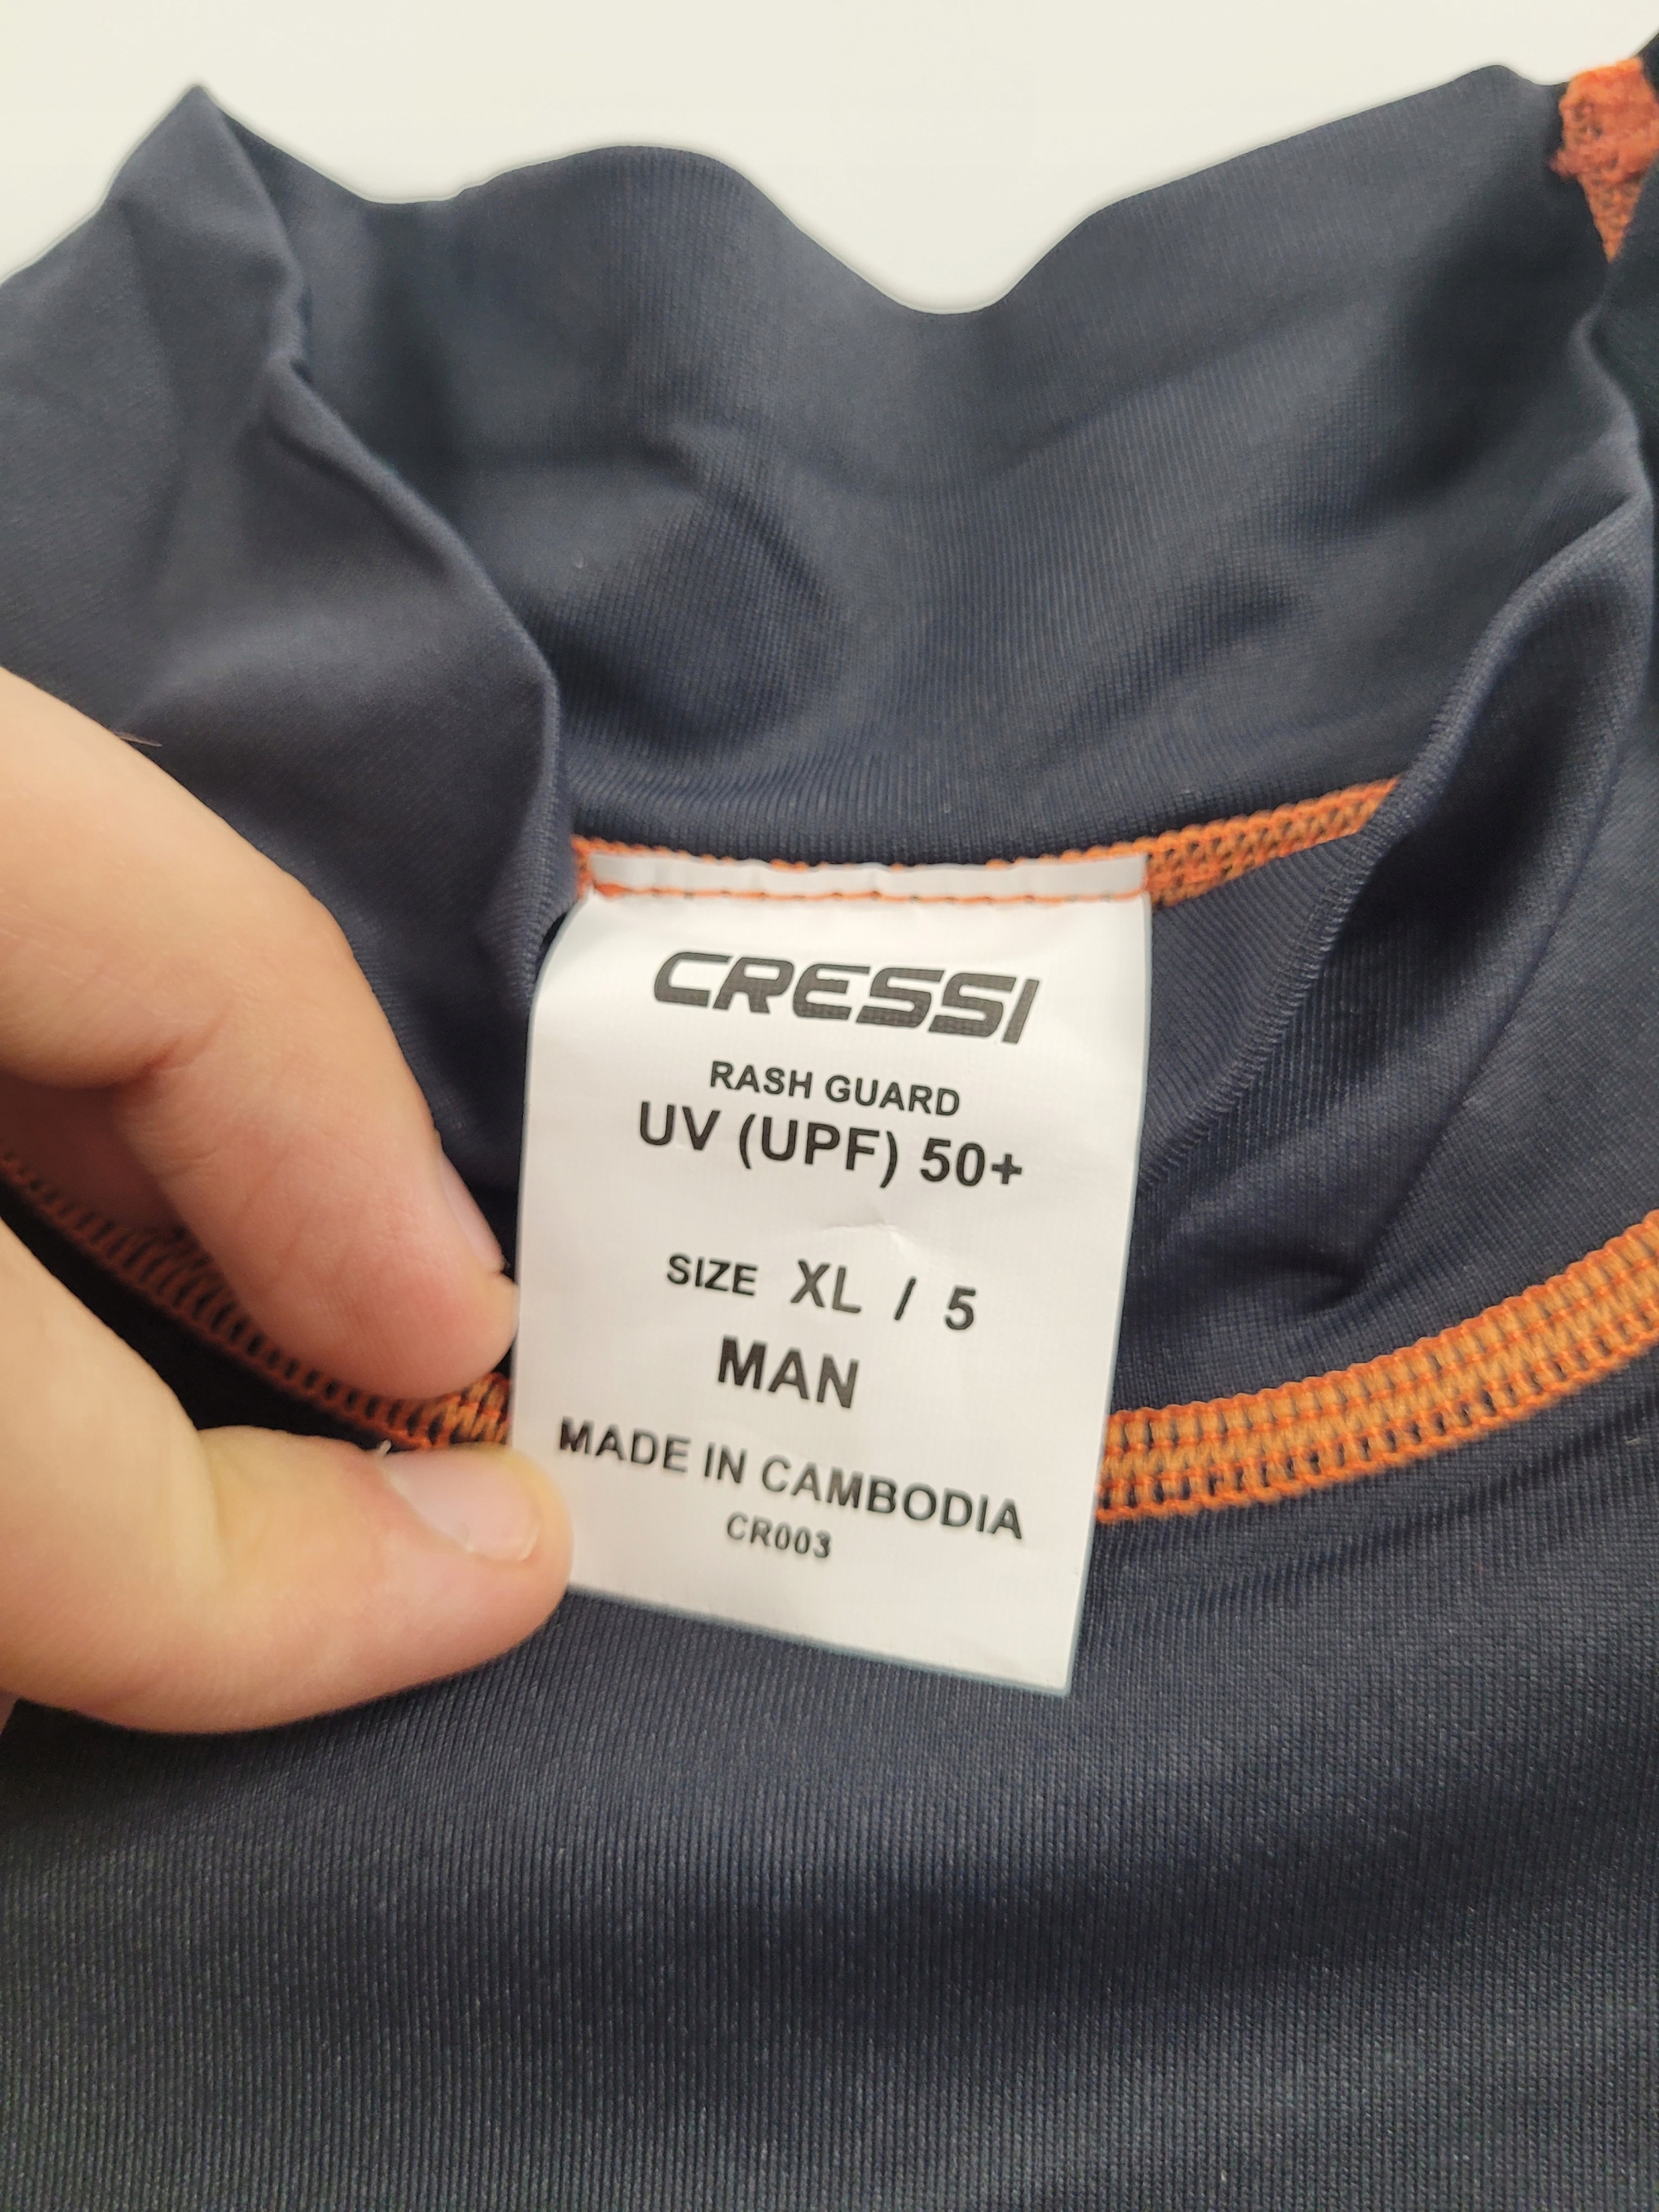 CRESSI
RASH GUARD
UV (UPF) 50+
SIZE XL / 5
MAN
MADE IN CAMBODIA
CR003